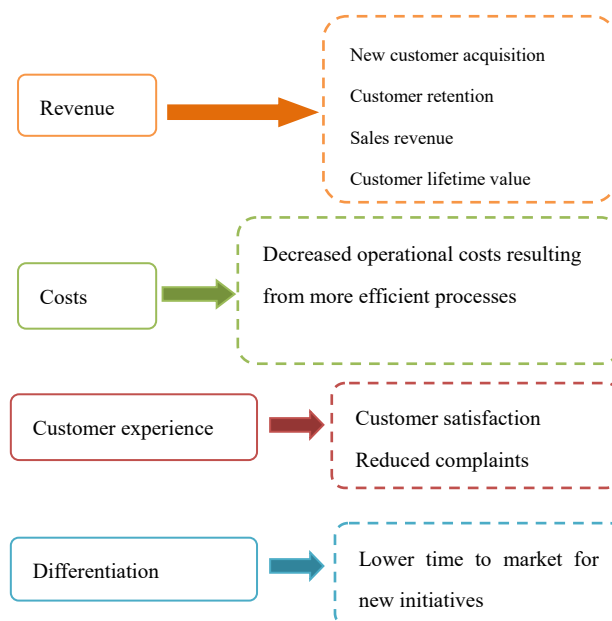 Revenue
New customer acquisition
Customer retention
Sales revenue
Customer lifetime value
Costs
Decreased operational costs resulting
from more efficient processes
Customer experience
Customer satisfaction
Reduced complaints
Differentiation
Lower time to market for
new initiatives